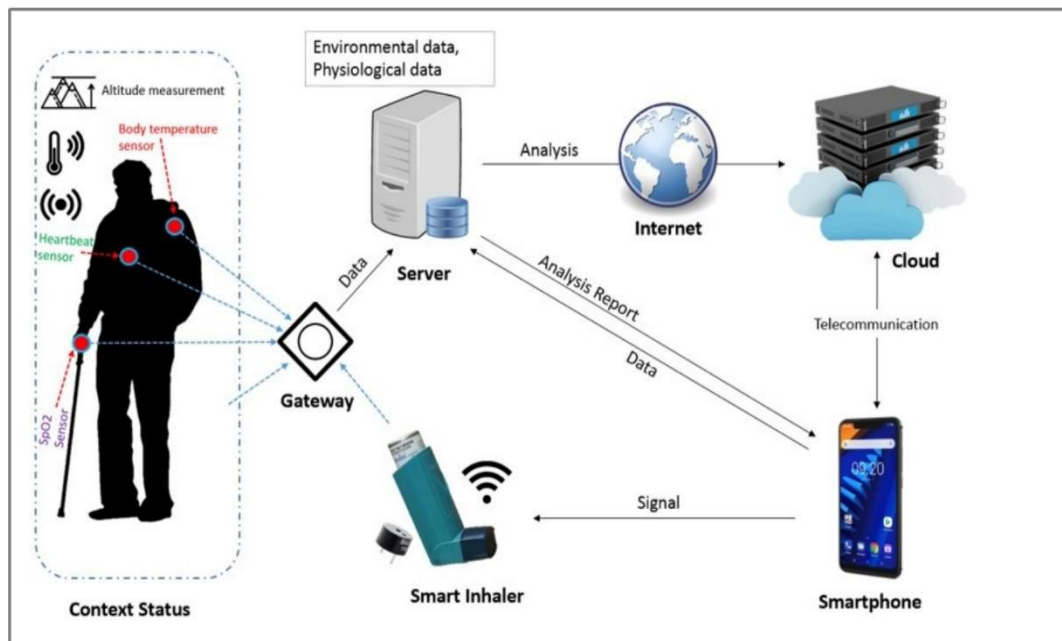 Environmental data,
Physiological data
Altitude measurement
Body temperature
sensor
Heartbeat
sensor
SpO2
Sensor
Context Status
Gateway
Data
Server
Analysis
Internet
Cloud
Analysis Report
Data
Telecommunication
09:20
Signal
Smart Inhaler
Smartphone